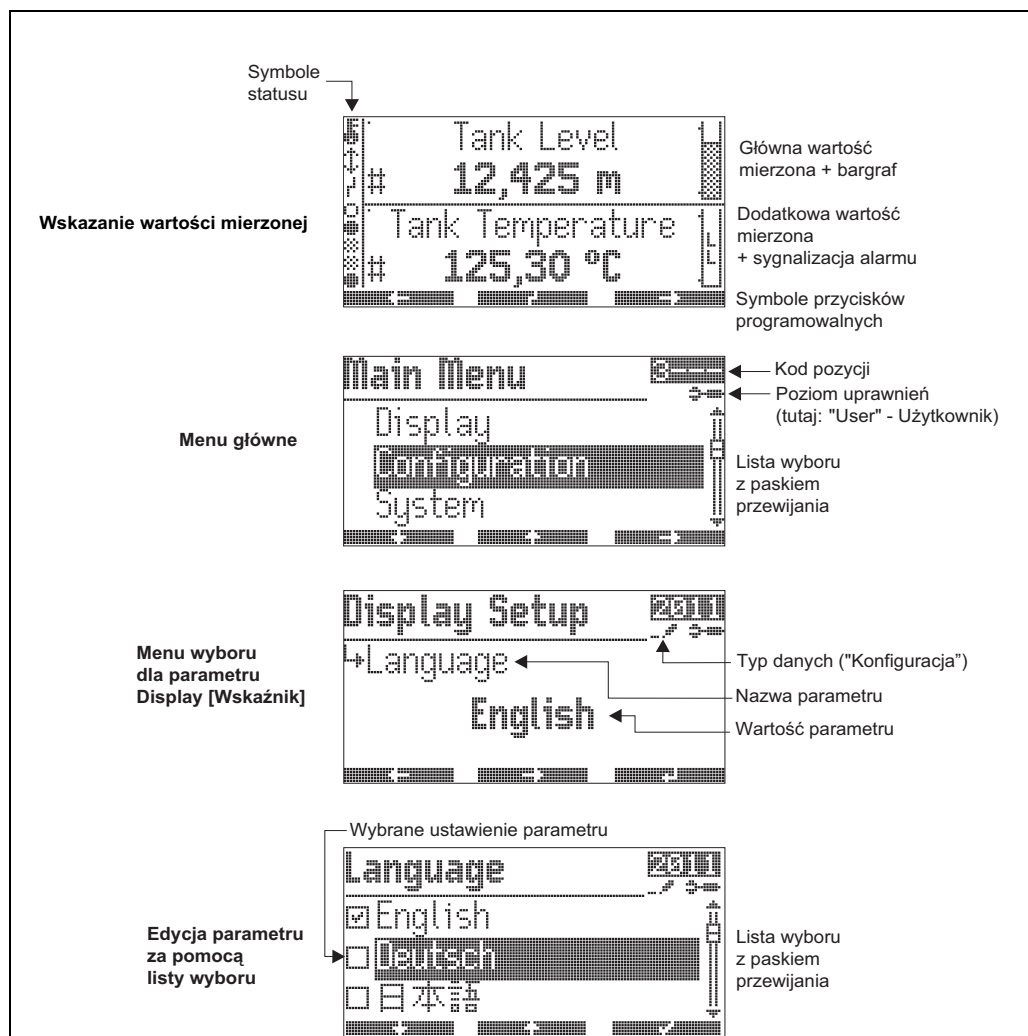 Symbole
statusu
Tank Level
# 12,425 m
Główna wartość
mierzona + bargraf
Wskazanie wartości mierzonej
Tank Temperature
# 125,30 °C
Dodatkowa wartość
mierzona
+ sygnalizacja alarmu
Symbole przycisków
programowalnych
Main Menu
3---
Kod pozycji
Poziom uprawnień
(tutaj: "User" - Użytkownik)
Menu główne
Display
Configuration
System
Lista wyboru
z paskiem
przewijania
Display Setup
2011
Menu wyboru
dla parametru
Display [Wskaźnik]
Language
English
Typ danych ("Konfiguracja”)
Nazwa parametru
Wartość parametru
Wybrane ustawienie parametru
Language
2011
Edycja parametru
za pomocą
listy wyboru
English
Deutsch
日本語
Lista wyboru
z paskiem
przewijania